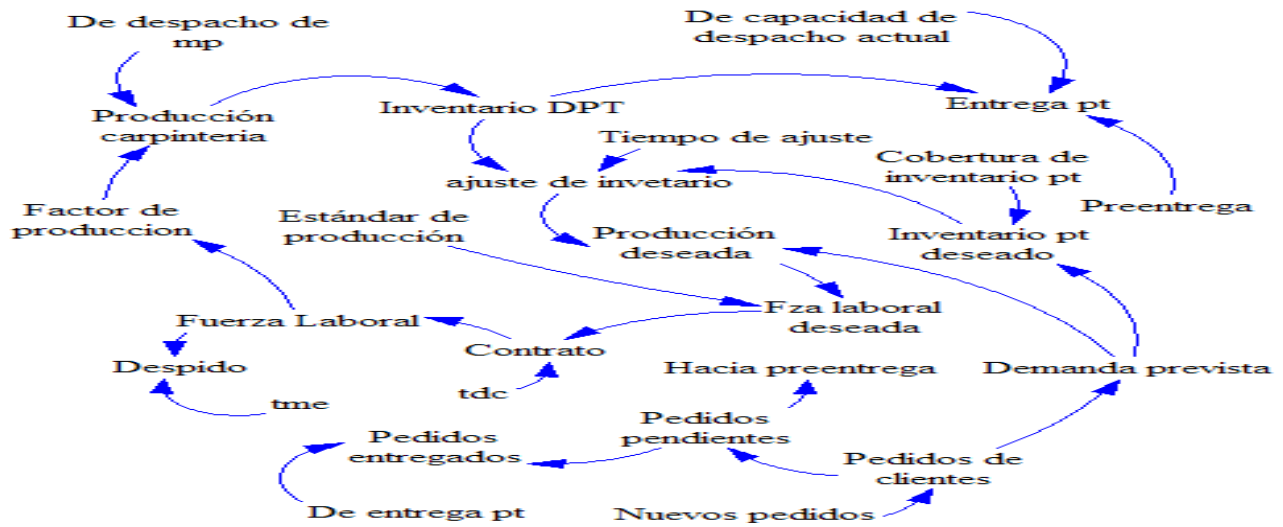 De despacho de
mp
De capacidad de
despacho actual
Producción
carpinteria
Inventario DPT
Entrega pt
Tiempo de ajuste
Cobertura de
inventario pt
ajuste de invetario
Preentrega
Factor de
produccion
Estándar de
producción
Producción
deseada
Inventario pt
deseado
Fuerza Laboral
Fza laboral
deseada
Contrato
Despido
Hacia preentrega
Demanda prevista
tdc
tme
Pedidos
pendientes
Pedidos
entregados
Pedidos de
clientes
De entrega pt
Nuevos pedidos